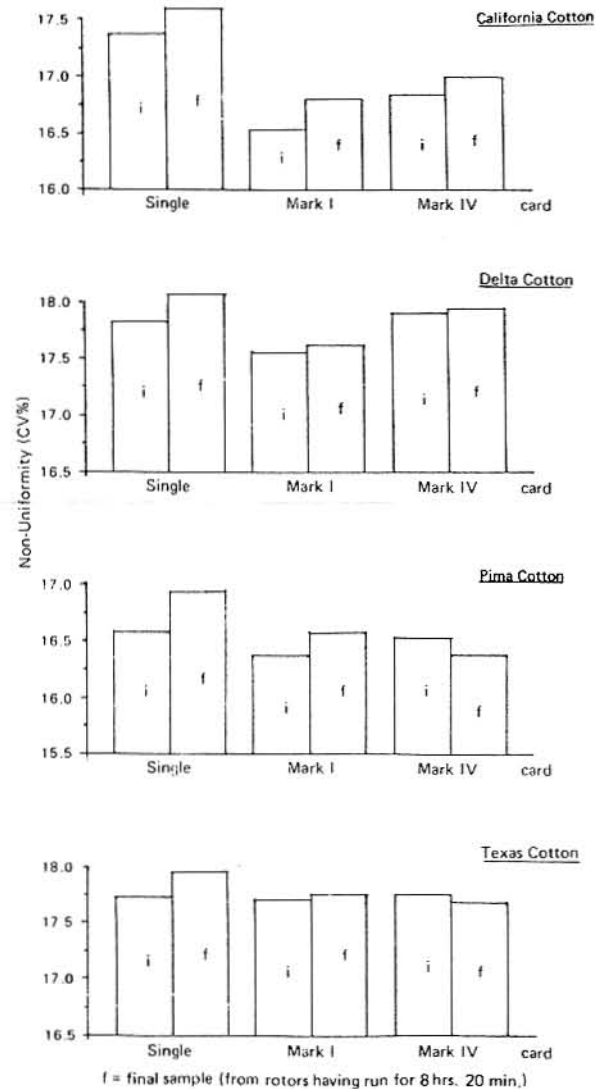 California Cotton
17.5
17.0
16.5
16.0
i f i f i f
Single Mark I Mark IV card
Delta Cotton
18.0
17.5
17.0
16.5
i f i f i f
Single Mark I Mark IV card
Non-Uniformity (CV%)
Pima Cotton
17.0
16.5
16.0
15.5
i f i f i f
Single Mark I Mark IV card
Texas Cotton
18.0
17.5
17.0
16.5
i f i f i f
Single Mark I Mark IV card
f = final sample (from rotors having run for 8 hrs. 20 min.)